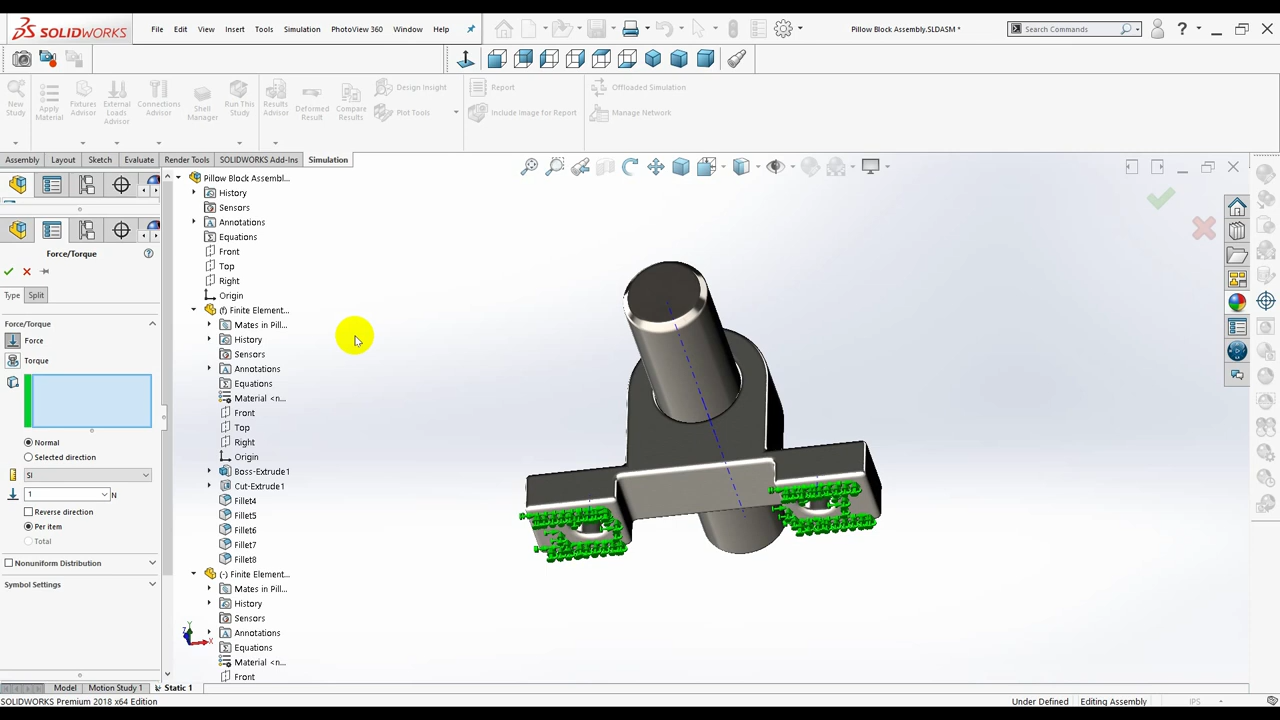 SOLIDWORKS
File
Edit
View
Insert
Tools
Simulation
PhotoView 360
Window
Help
Pillow Block Assembly.SLDASM *
Search Commands
New Study
Apply Material
Fixtures Advisor
External Loads Advisor
Connections Advisor
Shell Manager
Run This Study
Results Advisor
Deformed Result
Compare Results
Design Insight
Plot Tools
Report
Include Image for Report
Offloaded Simulation
Manage Network
Assembly
Layout
Sketch
Evaluate
Render Tools
SOLIDWORKS Add-Ins
Simulation
Force/Torque
Type
Split
Force/Torque
Force
Torque
Normal
Selected direction
SI
1
N
Reverse direction
Per item
Total
Nonuniform Distribution
Symbol Settings
Pillow Block Assembl...
History
Sensors
Annotations
Equations
Front
Top
Right
Origin
(f) Finite Element...
Mates in Pill...
History
Sensors
Annotations
Equations
Material <n...
Front
Top
Right
Origin
Boss-Extrude1
Cut-Extrude1
Fillet4
Fillet5
Fillet6
Fillet7
Fillet8
(-) Finite Element...
Mates in Pill...
History
Sensors
Annotations
Equations
Material <n...
Front
Y
Z
X
Model
Motion Study 1
Static 1
SOLIDWORKS Premium 2018 x64 Edition
Under Defined
Editing Assembly
IPS